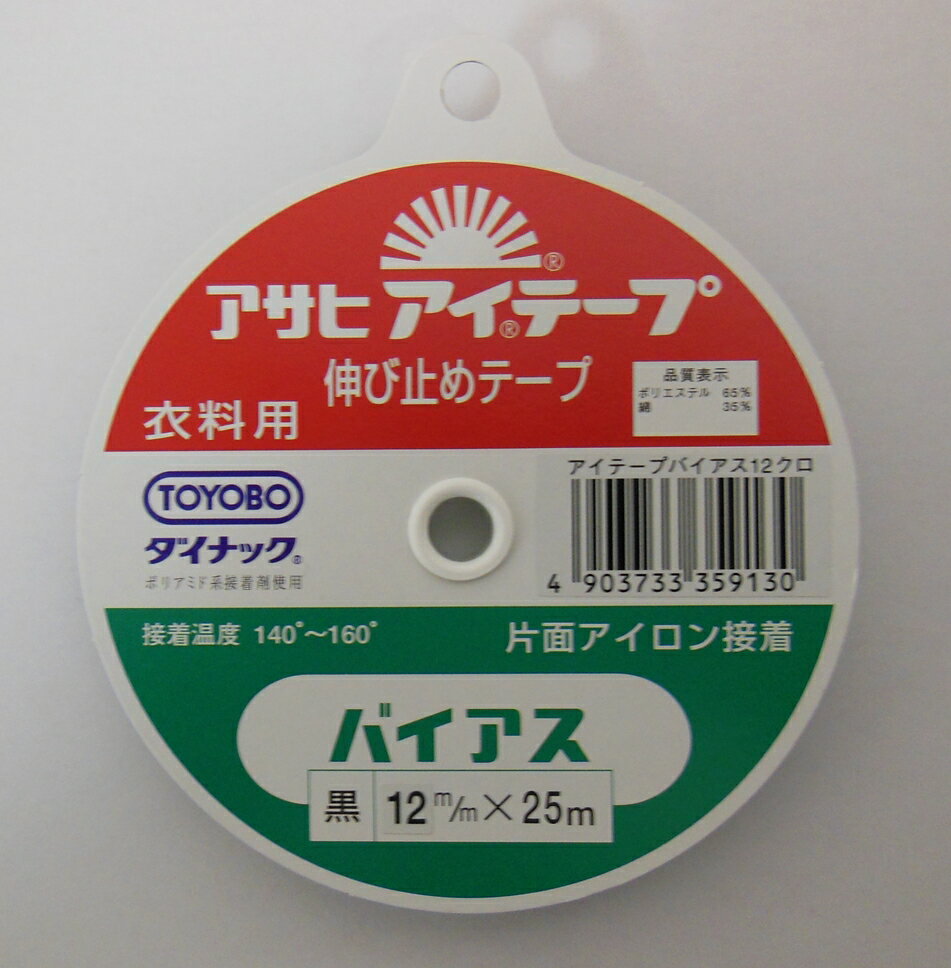 ®
アサヒ アイ®テープ
伸び止めテープ
衣料用
品質表示
ポリエステル 65%
綿 35%
TOYOBO
ダイナック®
ポリアミド系接着剤使用
アイテープバイアス12クロ
4 903733 359130
接着温度 140°~160°
片面アイロン接着
バイアス
黒 12 m/m × 25m